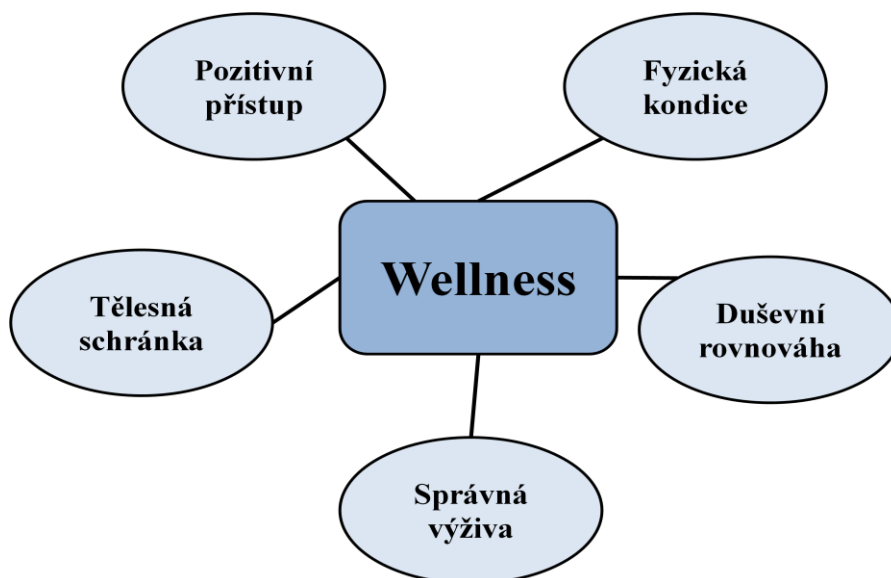 Pozitivní
přístup
Fyzická
kondice
Wellness
Tělesná
schránka
Duševní
rovnováha
Správná
výživa